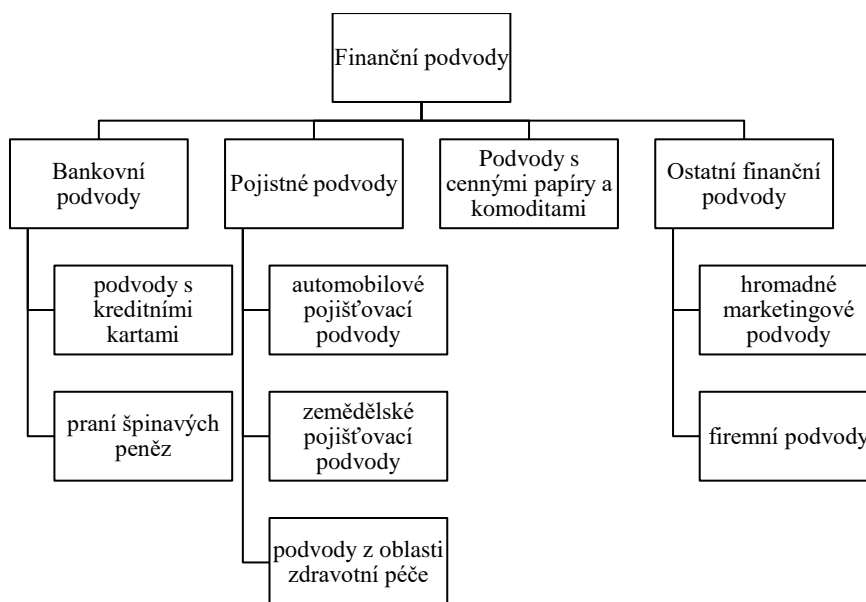 Finanční podvody
Bankovní
podvody
Pojistné podvody
Podvody s
cennými papíry a
komoditami
Ostatní finanční
podvody
podvody s
kreditními
kartami
automobilové
pojišťovací
podvody
hromadné
marketingové
podvody
praní špinavých
peněz
zemědělské
pojišťovací
podvody
firemní podvody
podvody z oblasti
zdravotní péče